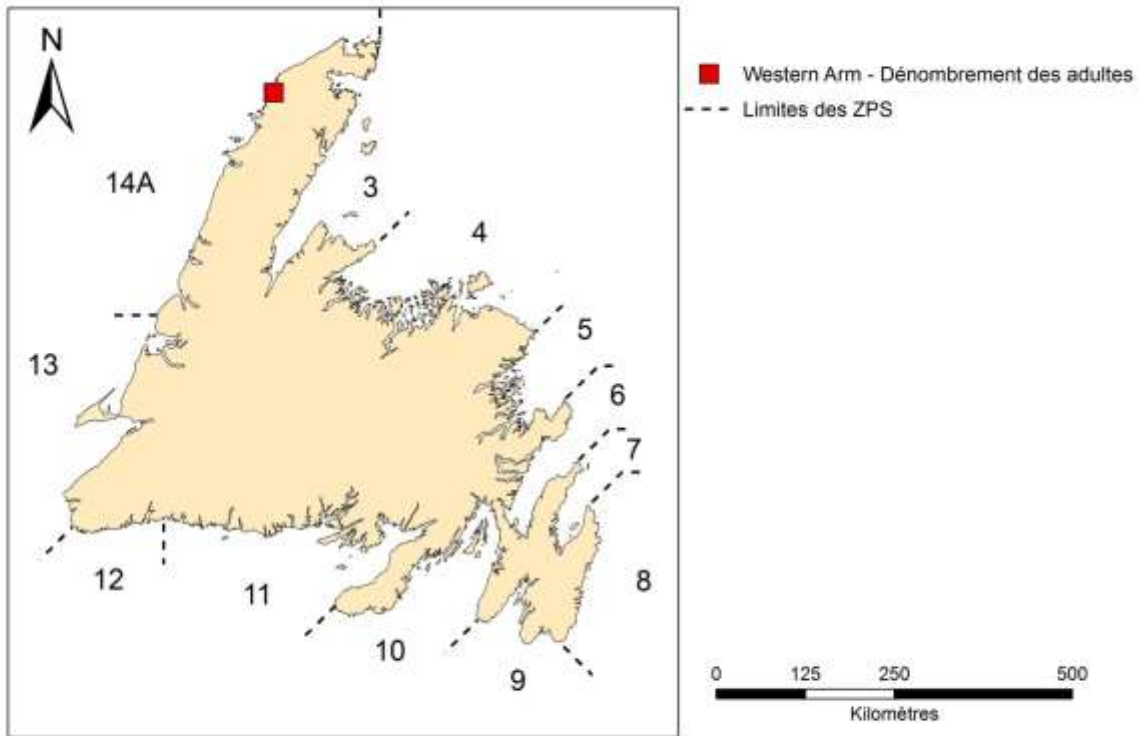 N
Western Arm - Dénombrement des adultes
Limites des ZPS
14A
3
4
5
13
6
7
12
11
8
10
9
0 125 250 500
Kilomètres